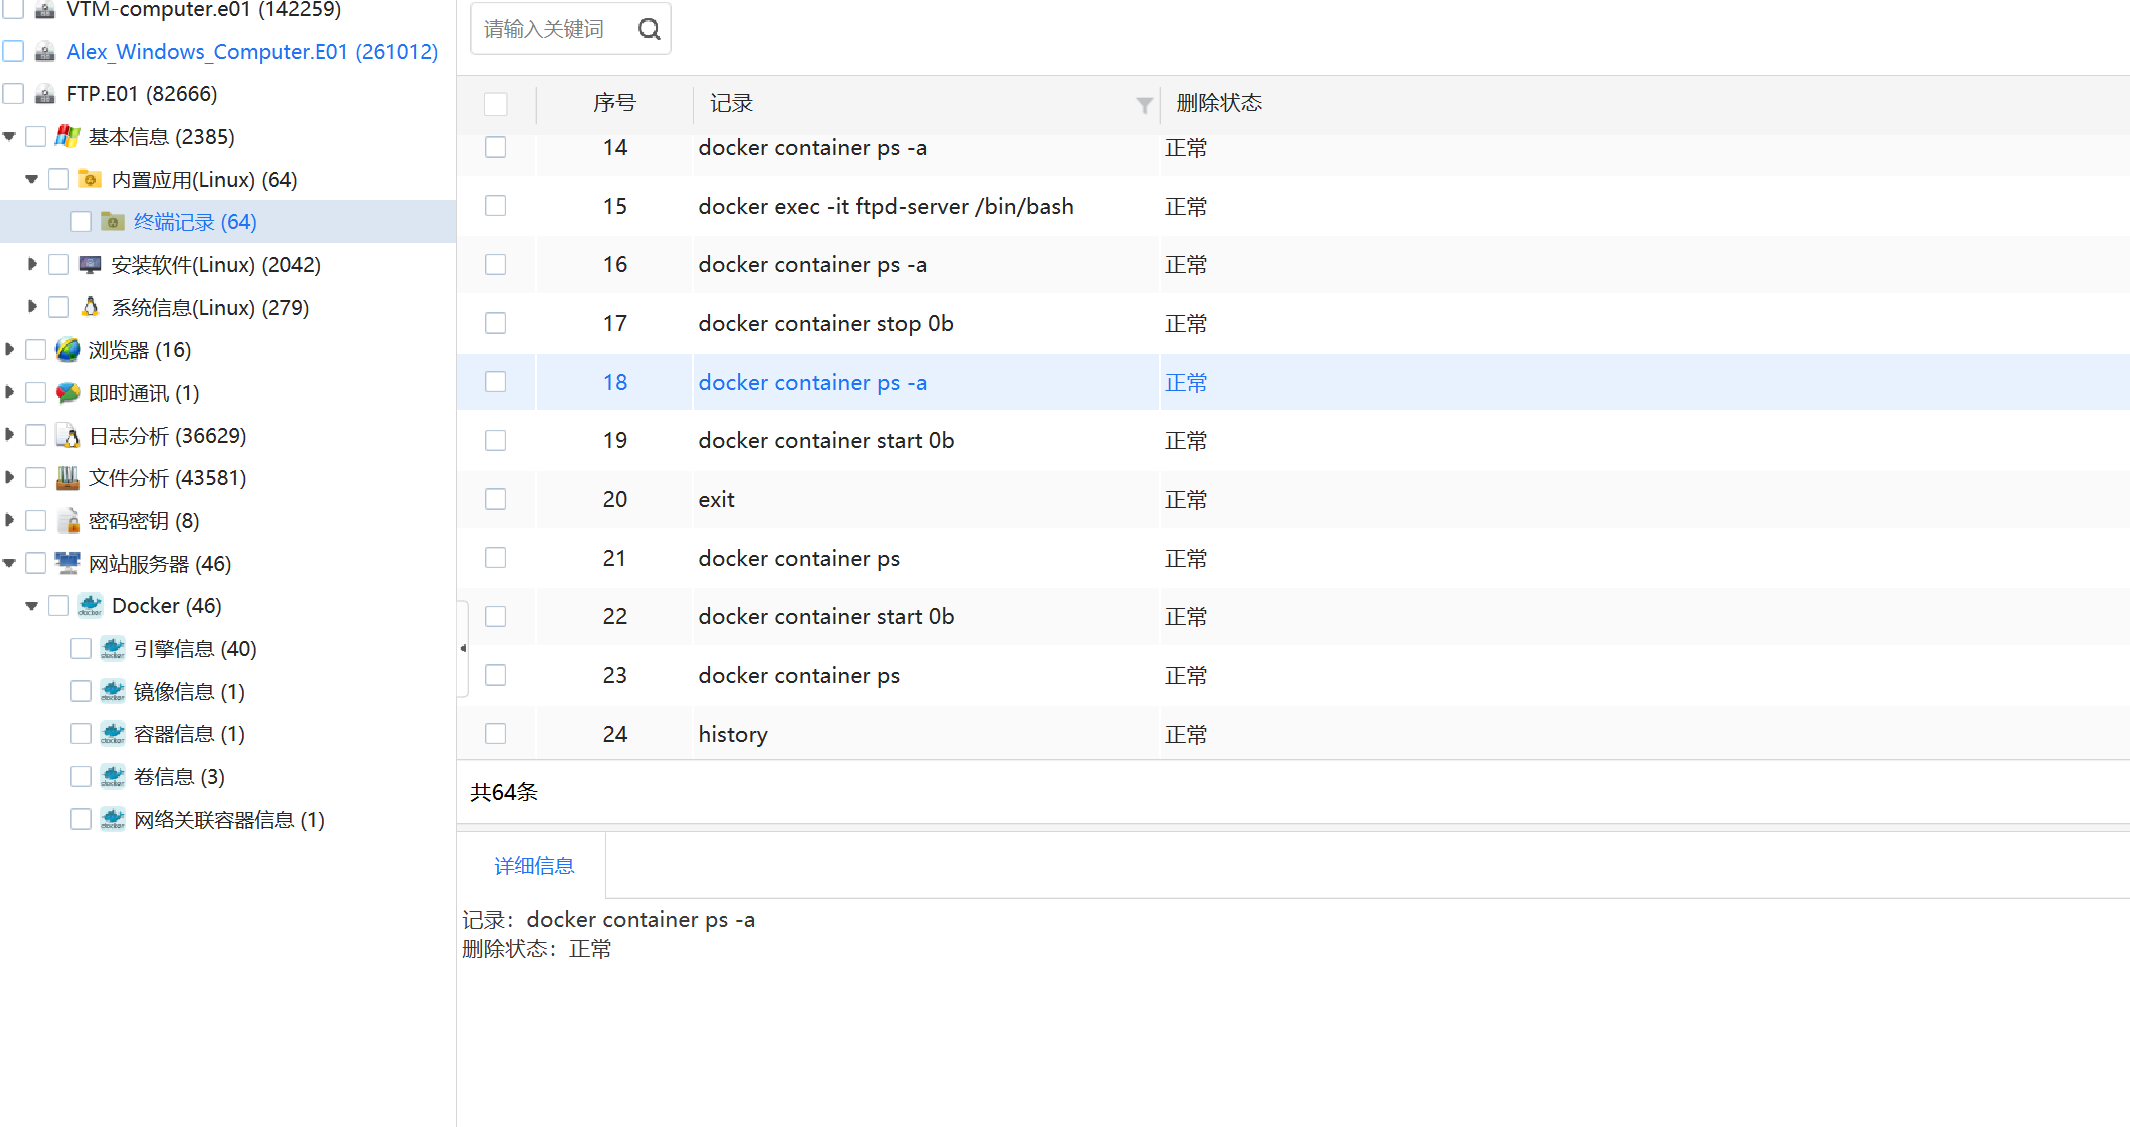 VTM-computer.e01 (142259)
Alex_Windows_Computer.E01 (261012)
FTP.E01 (82666)
基本信息 (2385)
内置应用(Linux) (64)
终端记录 (64)
安装软件(Linux) (2042)
系统信息(Linux) (279)
浏览器 (16)
即时通讯 (1)
日志分析 (36629)
文件分析 (43581)
密码密钥 (8)
网站服务器 (46)
Docker (46)
引擎信息 (40)
镜像信息 (1)
容器信息 (1)
卷信息 (3)
网络关联容器信息 (1)
请输入关键词
序号 记录 删除状态
14 docker container ps -a 正常
15 docker exec -it ftpd-server /bin/bash 正常
16 docker container ps -a 正常
17 docker container stop 0b 正常
18 docker container ps -a 正常
19 docker container start 0b 正常
20 exit 正常
21 docker container ps 正常
22 docker container start 0b 正常
23 docker container ps 正常
24 history 正常
共64条
详细信息
记录：docker container ps -a
删除状态：正常